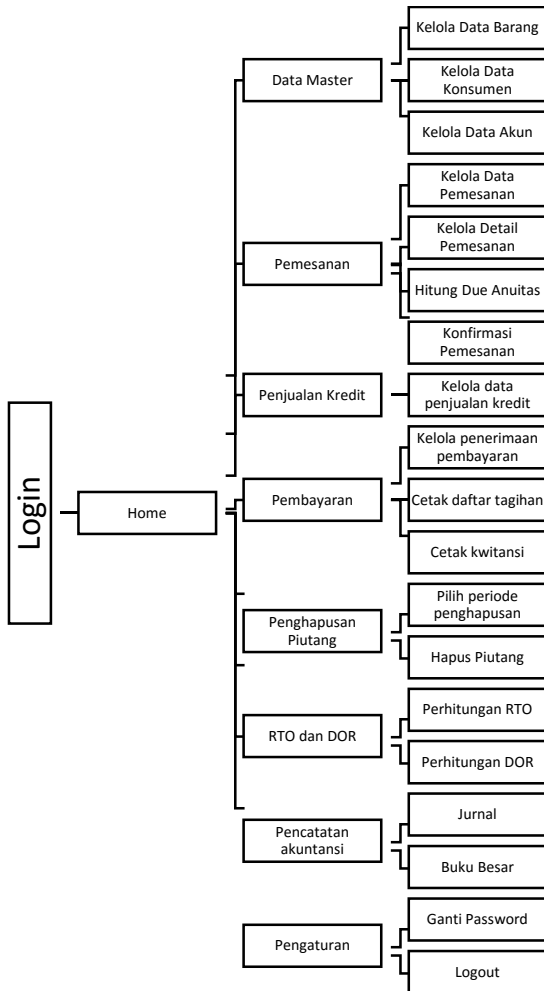 Login
Home
Data Master
Kelola Data Barang
Kelola Data
Konsumen
Kelola Data Akun
Pemesanan
Kelola Data
Pemesanan
Kelola Detail
Pemesanan
Hitung Due Anuitas
Konfirmasi
Pemesanan
Penjualan Kredit
Kelola data
penjualan kredit
Pembayaran
Kelola penerimaan
pembayaran
Cetak daftar tagihan
Cetak kwitansi
Penghapusan
Piutang
Pilih periode
penghapusan
Hapus Piutang
RTO dan DOR
Perhitungan RTO
Perhitungan DOR
Pencatatan
akuntansi
Jurnal
Buku Besar
Pengaturan
Ganti Password
Logout